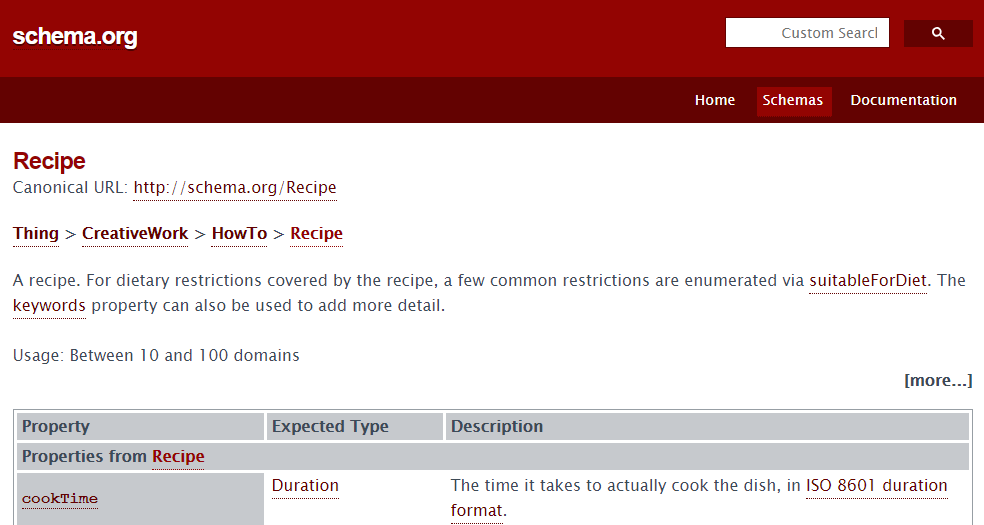 schema.org
Custom Search
Home Schemas Documentation
Recipe
Canonical URL: http://schema.org/Recipe
Thing > CreativeWork > HowTo > Recipe
A recipe. For dietary restrictions covered by the recipe, a few common restrictions are enumerated via suitableForDiet. The
keywords property can also be used to add more detail.
Usage: Between 10 and 100 domains
[more...]
Property Expected Type Description
Properties from Recipe
cookTime Duration The time it takes to actually cook the dish, in ISO 8601 duration
format.